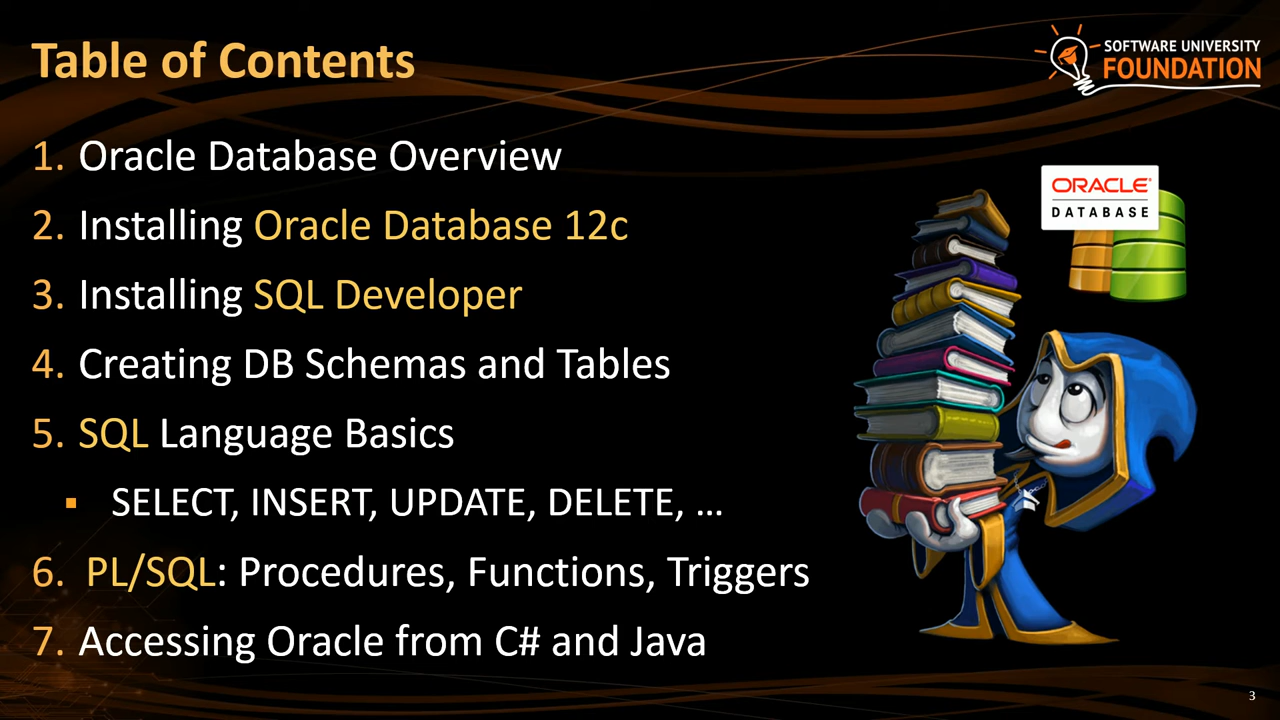 Table of Contents
SOFTWARE UNIVERSITY
FOUNDATION
1. Oracle Database Overview
2. Installing Oracle Database 12c
3. Installing SQL Developer
4. Creating DB Schemas and Tables
5. SQL Language Basics
▪ SELECT, INSERT, UPDATE, DELETE, …
6. PL/SQL: Procedures, Functions, Triggers
7. Accessing Oracle from C# and Java
ORACLE®
DATABASE
3